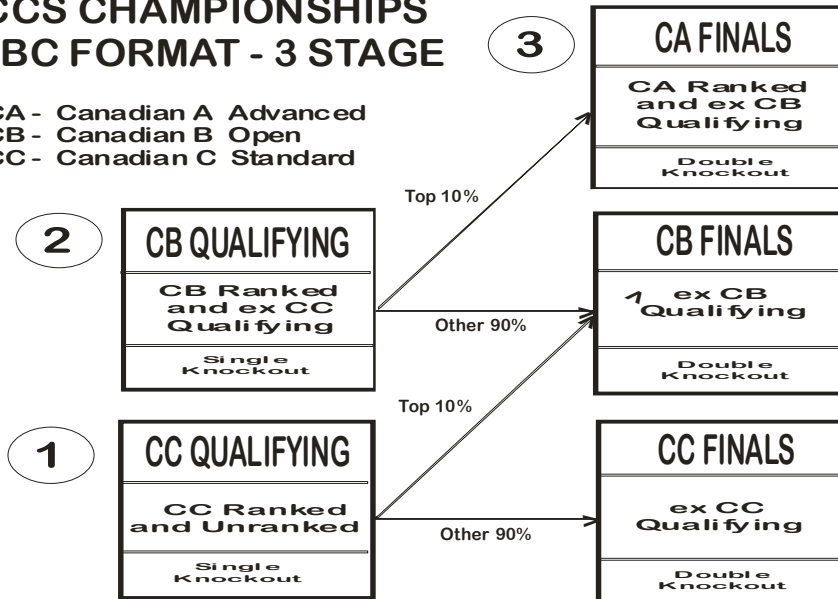 CCS CHAMPIONSHIPS
BC FORMAT - 3 STAGE
CA - Canadian A Advanced
CB - Canadian B Open
CC - Canadian C Standard
3
CA FINALS
CA Ranked
and ex CB
Qualifying
Double
Knockout
Top 10%
2
CB QUALIFYING
CB Ranked
and ex CC
Qualifying
Single
Knockout
Other 90%
CB FINALS
ex CB
Qualifying
Double
Knockout
Top 10%
1
CC QUALIFYING
CC Ranked
and Unranked
Single
Knockout
Other 90%
CC FINALS
ex CC
Qualifying
Double
Knockout